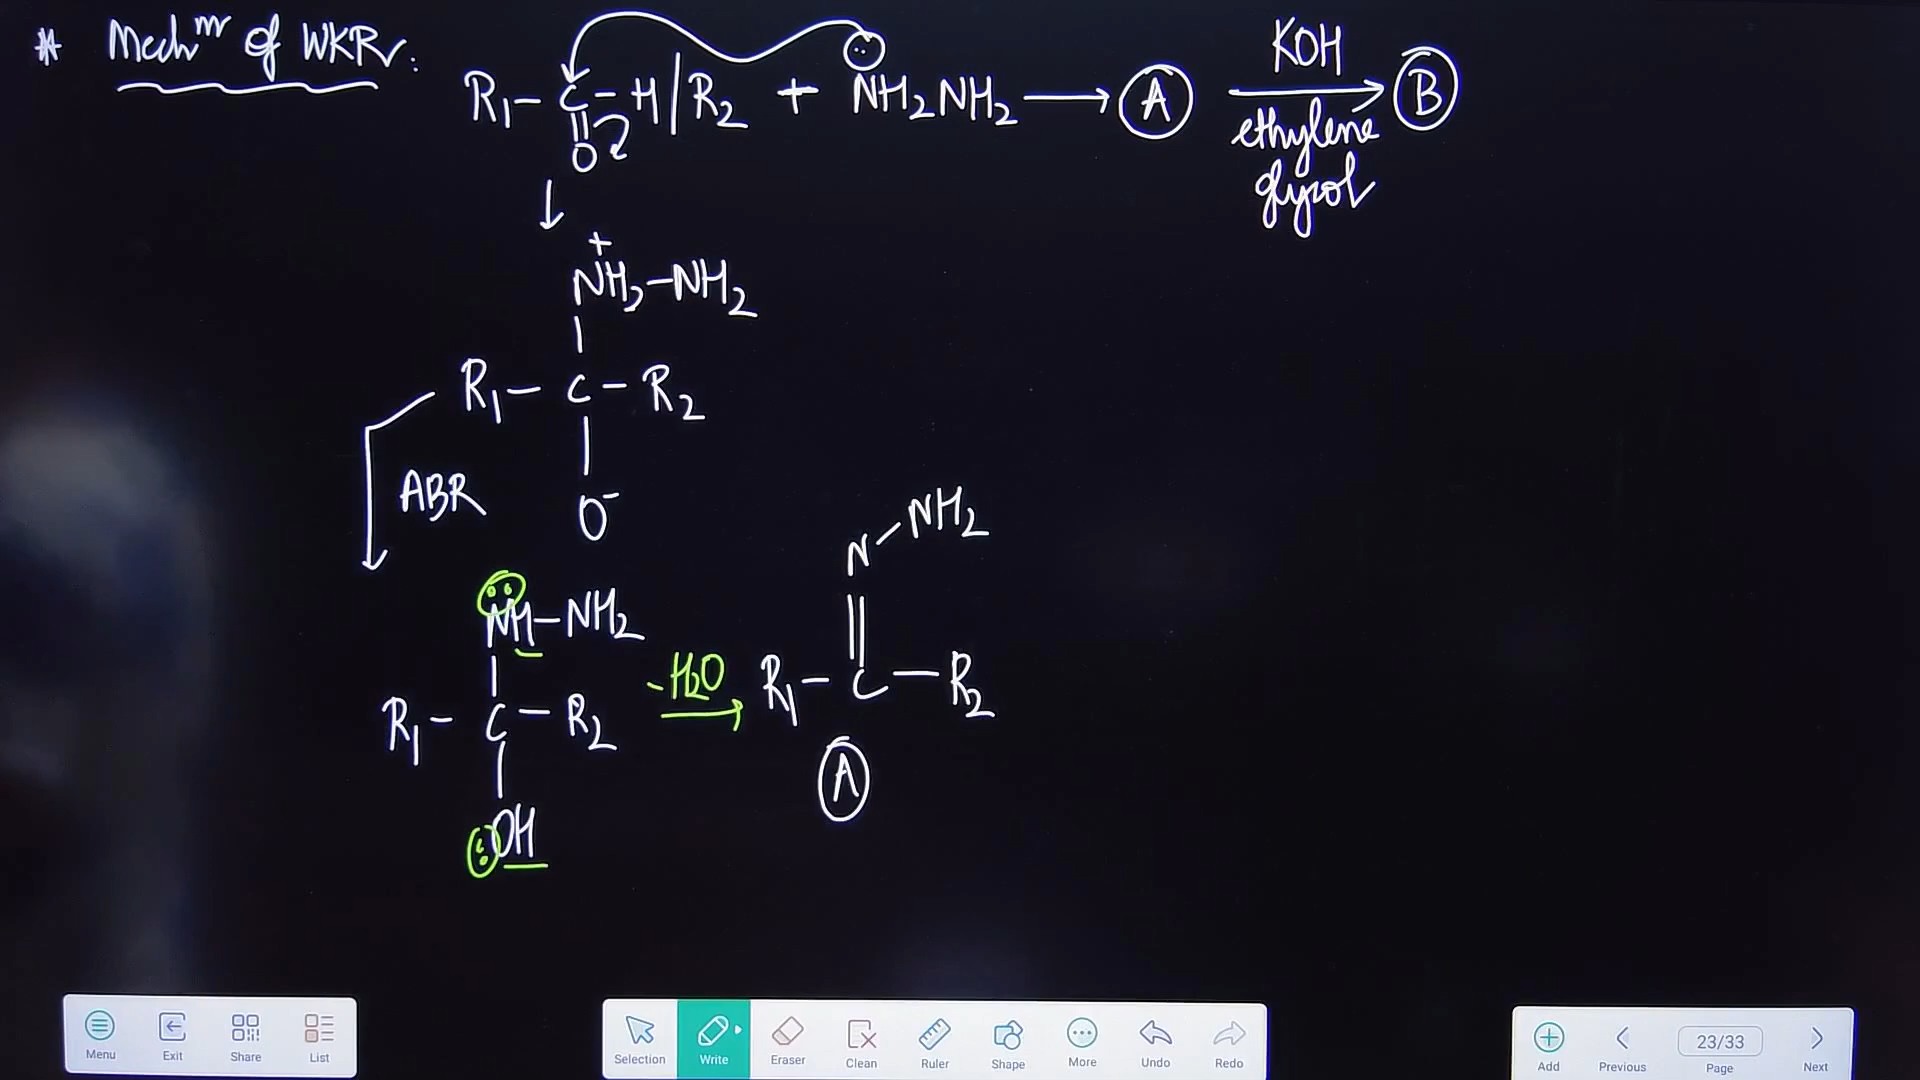 * Mechᵐ of WKR:
R₁-C-H/R₂ + NH₂NH₂ → A KOH B
ethylene
glycol
O
+
NH₂-NH₂
R₁-C-R₂
ABR
O⁻
N-NH₂
NH-NH₂
-H₂O
R₁-C-R₂
R₁-C-R₂
A
:OH
Menu Exit Share List
Selection Write Eraser Clean Ruler Shape More Undo Redo
Add Previous 23/33 Page Next